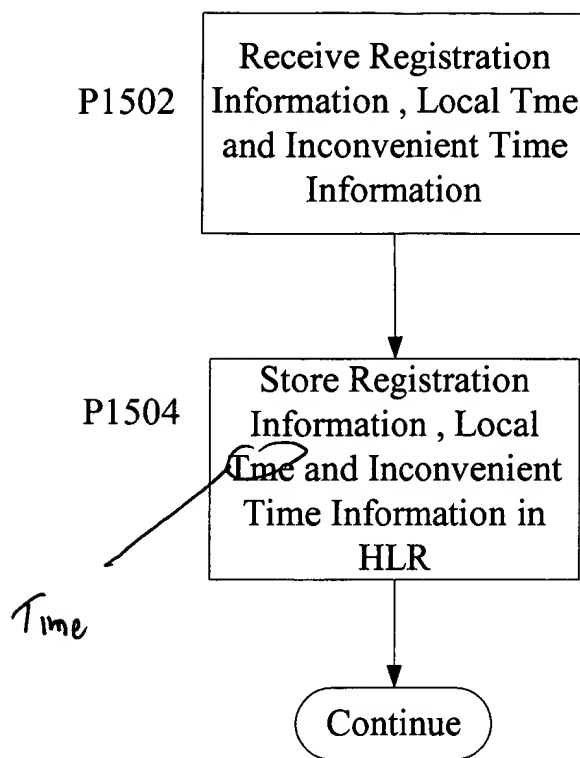 P1502
Receive Registration
Information , Local Tme
and Inconvenient Time
Information
P1504
Store Registration
Information , Local
Tme and Inconvenient
Time Information in
HLR
Time
Continue